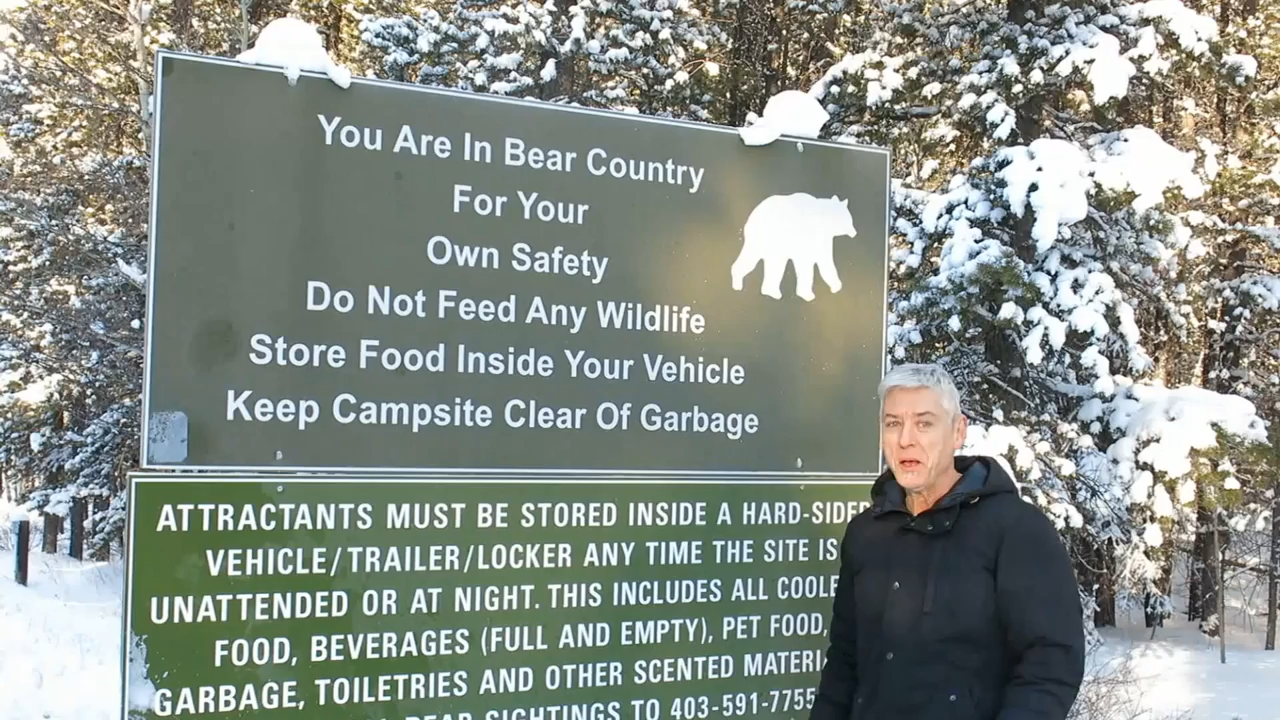 You Are In Bear Country
For Your
Own Safety
Do Not Feed Any Wildlife
Store Food Inside Your Vehicle
Keep Campsite Clear Of Garbage
ATTRACTANTS MUST BE STORED INSIDE A HARD-SIDED
VEHICLE/TRAILER/LOCKER ANY TIME THE SITE IS
UNATTENDED OR AT NIGHT. THIS INCLUDES ALL
FOOD, BEVERAGES (FULL AND EMPTY), PET FOOD,
GARBAGE, TOILETRIES AND OTHER SCENTED
BEAR SIGHTINGS TO 403-591-7755